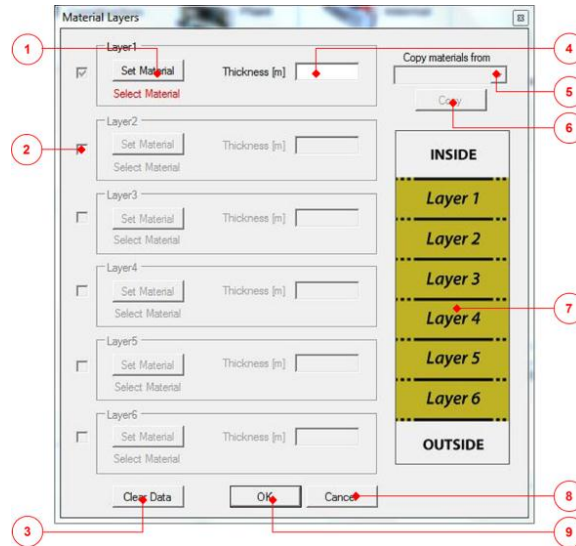 Material Layers
Layer1
Set Material
Thickness [m]
Select Material
Layer2
Set Material
Thickness [m]
Select Material
Layer3
Set Material
Thickness [m]
Select Material
Layer4
Set Material
Thickness [m]
Select Material
Layer5
Set Material
Thickness [m]
Select Material
Layer6
Set Material
Thickness [m]
Select Material
Clear Data
OK
Cancel
Copy materials from
Copy
INSIDE
Layer 1
Layer 2
Layer 3
Layer 4
Layer 5
Layer 6
OUTSIDE
1
2
3
4
5
6
7
8
9